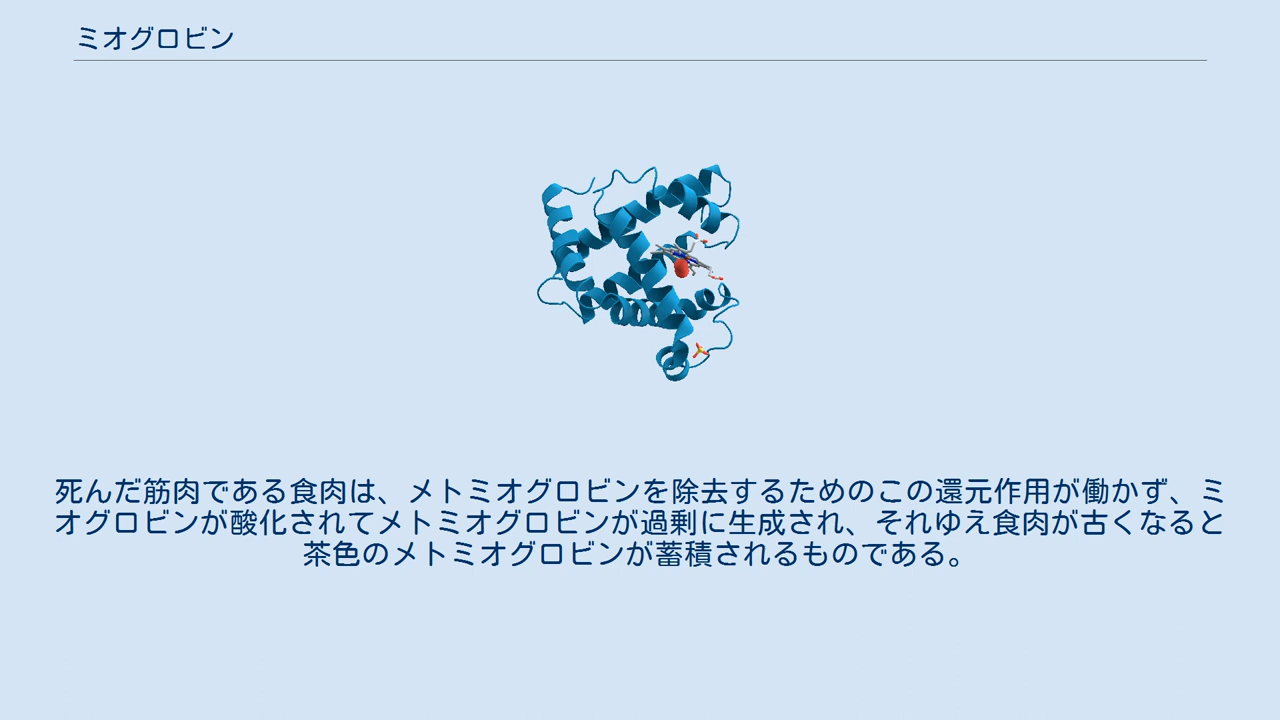 ミオグロビン
死んだ筋肉である食肉は、メトミオグロビンを除去するためのこの還元作用が働かず、ミ
オグロビンが酸化されてメトミオグロビンが過剰に生成され、それゆえ食肉が古くなると
茶色のメトミオグロビンが蓄積されるものである。